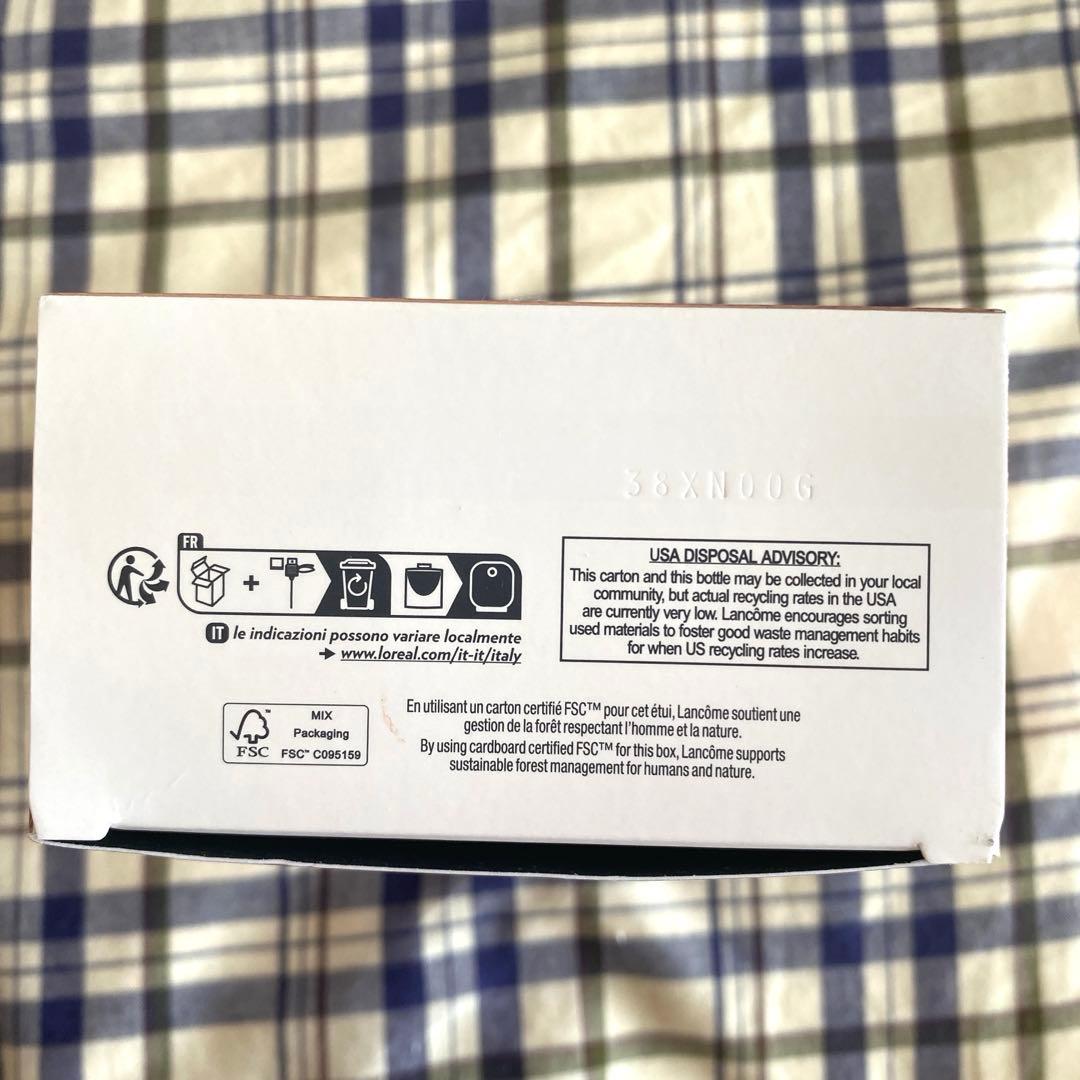 38XN00G
FR
+
IT le indicazioni possono variare localmente
→ www.loreal.com/it-it/italy
USA DISPOSAL ADVISORY:
This carton and this bottle may be collected in your local
community, but actual recycling rates in the USA
are currently very low. Lancôme encourages sorting
used materials to foster good waste management habits
for when US recycling rates increase.
FSC™
MIX
Packaging
FSC™ C095159
En utilisant un carton certifié FSC™ pour cet étui, Lancôme soutient une
gestion de la forêt respectant l'homme et la nature.
By using cardboard certified FSC™ for this box, Lancôme supports
sustainable forest management for humans and nature.